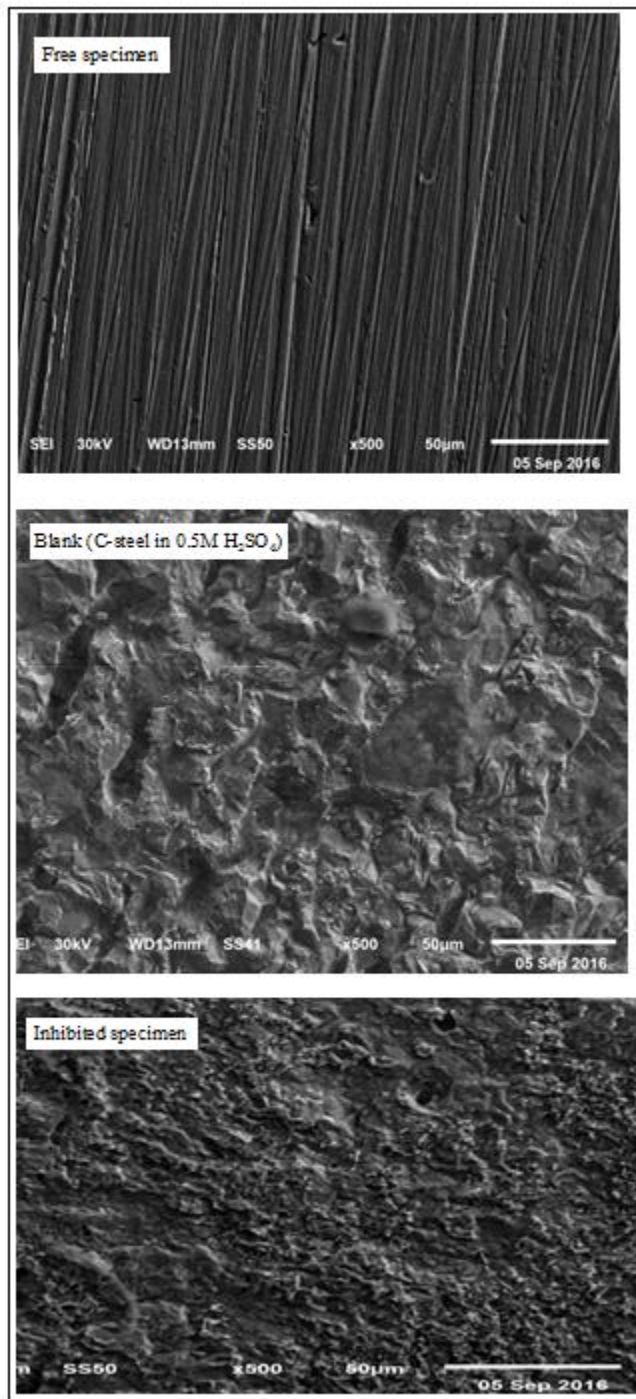 Free specimen
SEI 30kV WD13mm SS50 x500 50µm
05 Sep 2016
Blank (C-steel in 0.5M H₂SO₄)
EI 30kV WD13mm SS41 x500 50µm
05 Sep 2016
Inhibited specimen
m SS50 x500 50µm
05 Sep 2016